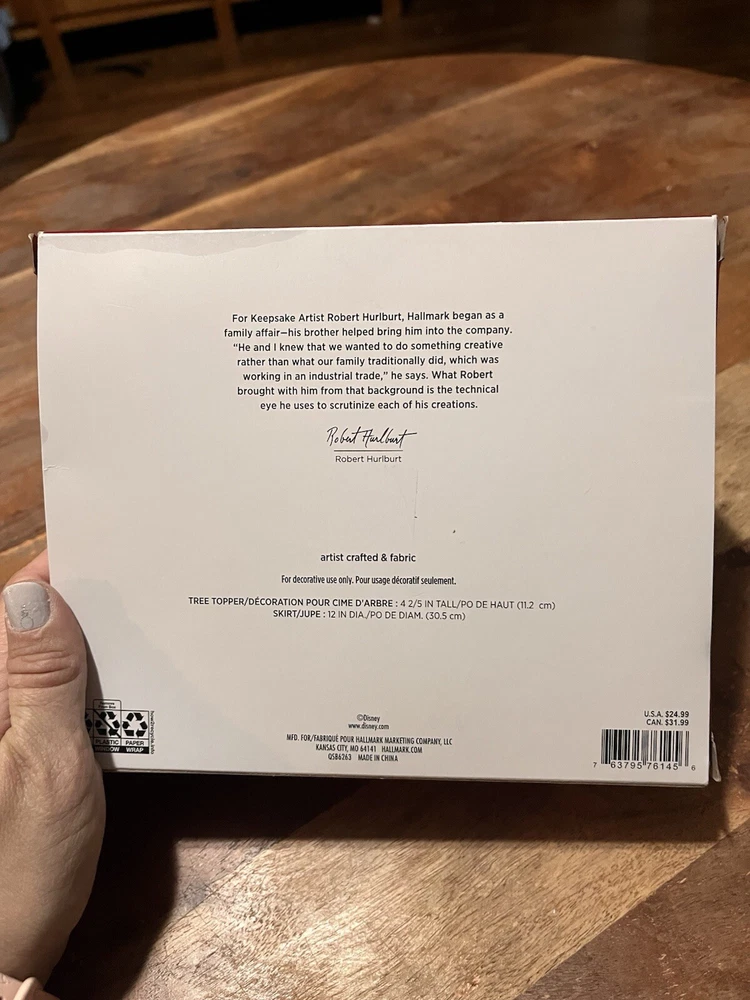 For Keepsake Artist Robert Hurlburt, Hallmark began as a
family affair—his brother helped bring him into the company.
“He and I knew that we wanted to do something creative
rather than what our family traditionally did, which was
working in an industrial trade,” he says. What Robert
brought with him from that background is the technical
eye he uses to scrutinize each of his creations.
Robert Hurlburt
Robert Hurlburt
artist crafted & fabric
For decorative use only. Pour usage décoratif seulement.
TREE TOPPER/DÉCORATION POUR CIME D'ARBRE : 4 2/5 IN TALL/PO DE HAUT (11.2 cm)
SKIRT/JUPE : 12 IN DIA./PO DE DIAM. (30.5 cm)
PLASTIC PAPER
WRAP
©Disney
www.disney.com
MFD. FOR/FABRIQUÉ POUR HALLMARK MARKETING COMPANY, LLC
KANSAS CITY, MO 64141 HALLMARK.COM
QSB6263 MADE IN CHINA
U.S.A. $24.99
CAN. $31.99
7 63795 76145 6